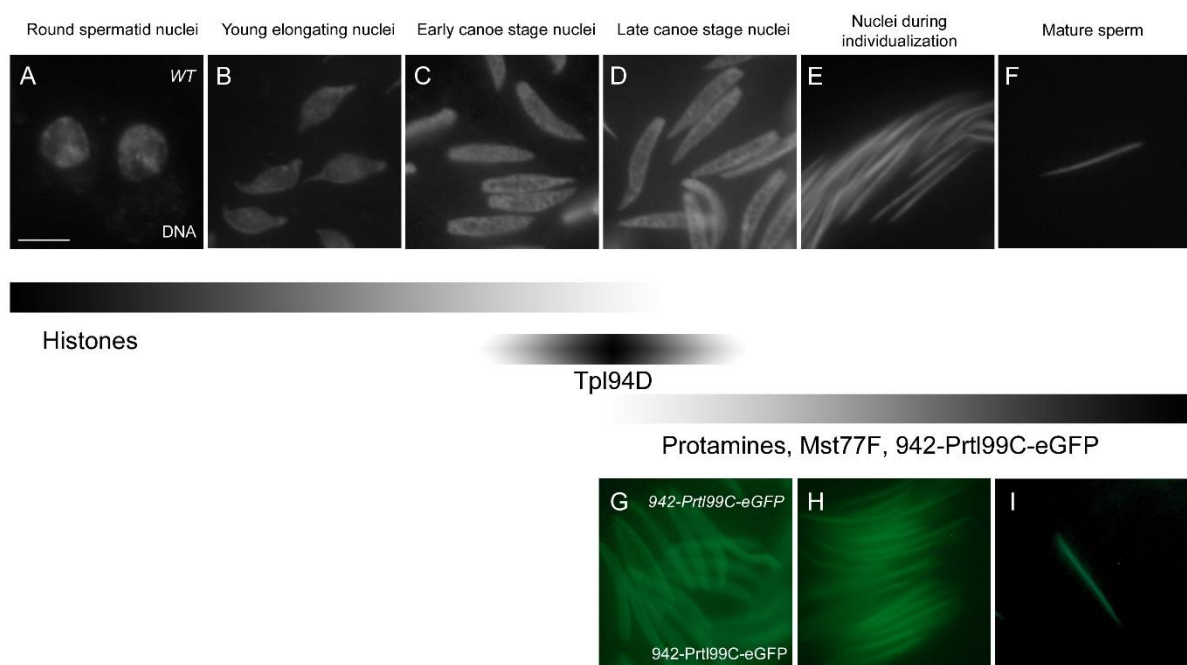 Round spermatid nuclei
Young elongating nuclei
Early canoe stage nuclei
Late canoe stage nuclei
Nuclei during
individualization
Mature sperm
A
WT
DNA
B
C
D
E
F
Histones
Tpl94D
Protamines, Mst77F, 942-Prtl99C-eGFP
G
942-Prtl99C-eGFP
942-Prtl99C-eGFP
H
I